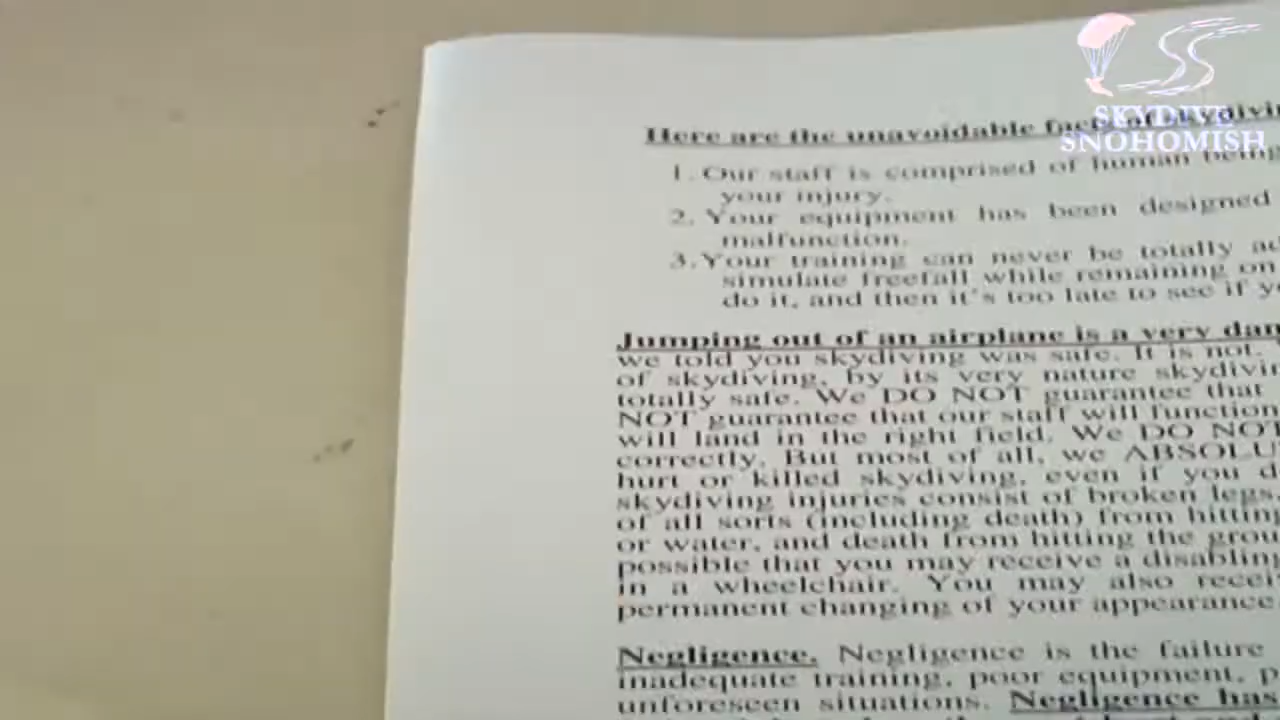 SKYDIVE
SNOHOMISH
Here are the unavoidable facts of skydivin
1. Our staff is comprised of human being
your injury.
2. Your equipment has been designed
malfunction.
3. Your training can never be totally ad
simulate freefall while remaining on
do it, and then it's too late to see if y
Jumping out of an airplane is a very dan
we told you skydiving was safe. It is not.
of skydiving, by its very nature skydivin
totally safe. We DO NOT guarantee that
NOT guarantee that our staff will function
will land in the right field. We DO NOT
correctly. But most of all, we ABSOLU
hurt or killed skydiving, even if you d
skydiving injuries consist of broken legs,
of all sorts (including death) from hitting
or water, and death from hitting the grou
possible that you may receive a disabling
in a wheelchair. You may also recei
permanent changing of your appearance
Negligence. Negligence is the failure
inadequate training, poor equipment, p
unforeseen situations. Negligence has